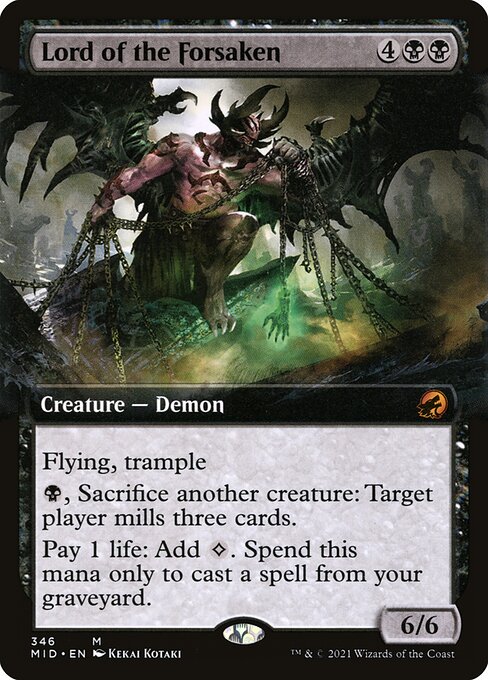 Lord of the Forsaken 4
Creature — Demon
Flying, trample
, Sacrifice another creature: Target
player mills three cards.
Pay 1 life: Add . Spend this
mana only to cast a spell from your
graveyard.
6/6
346 M
MID • EN Kekai Kotaki
™ & © 2021 Wizards of the Coast